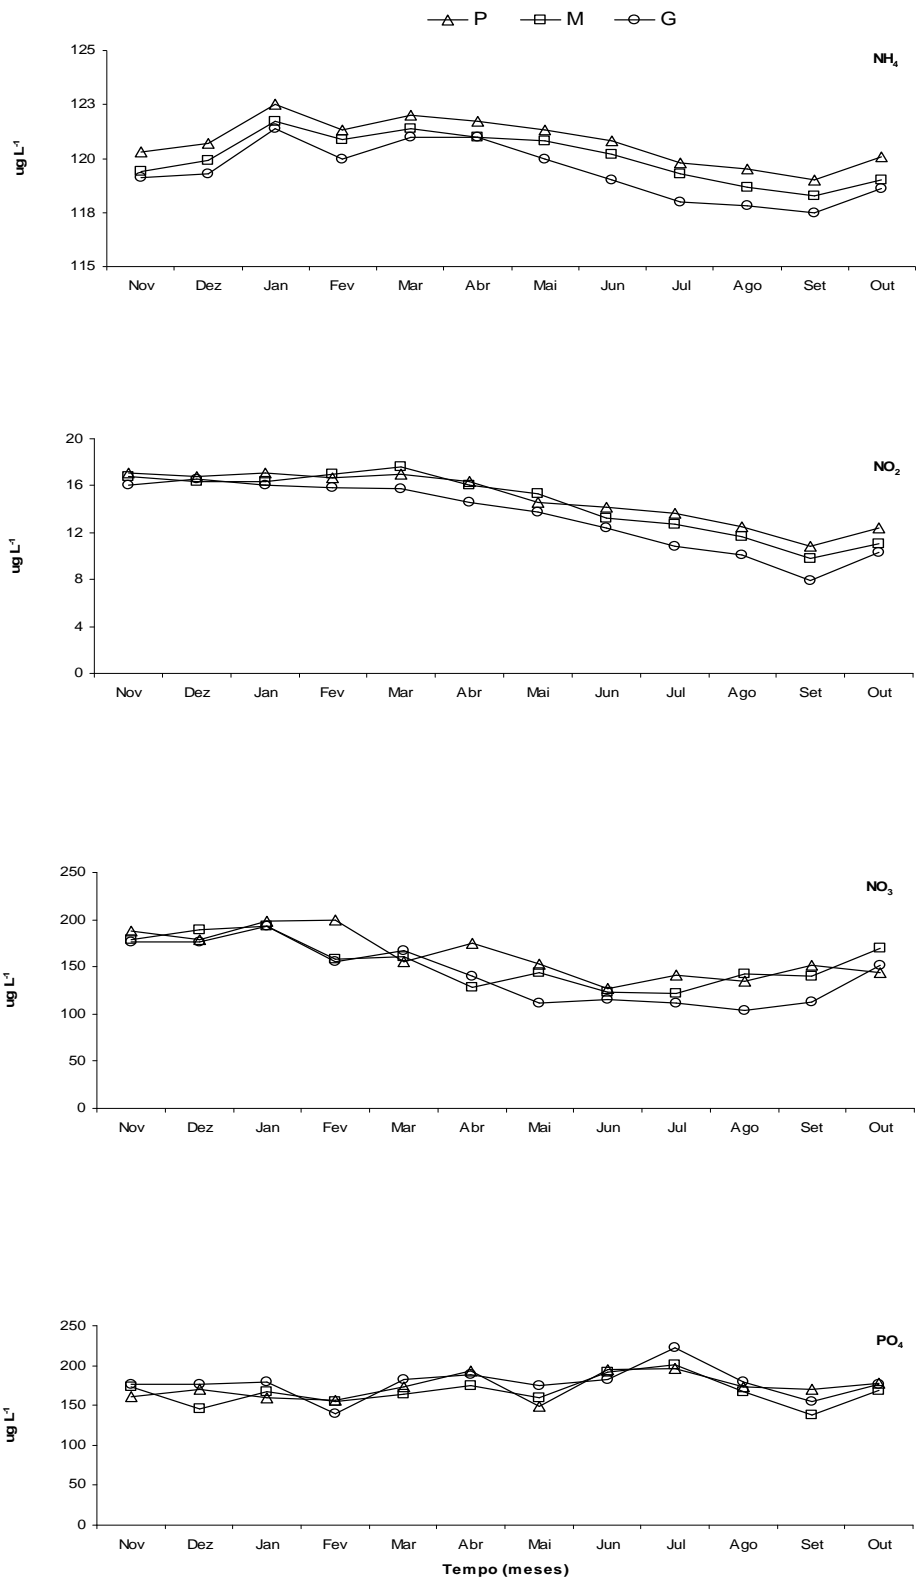 P M G
NH₄
125
123
120
118
115
ug L⁻¹
Nov Dez Jan Fev Mar Abr Mai Jun Jul Ago Set Out
NO₂
20
16
12
8
4
0
ug L⁻¹
Nov Dez Jan Fev Mar Abr Mai Jun Jul Ago Set Out
NO₃
250
200
150
100
50
0
ug L⁻¹
Nov Dez Jan Fev Mar Abr Mai Jun Jul Ago Set Out
PO₄
250
200
150
100
50
0
ug L⁻¹
Nov Dez Jan Fev Mar Abr Mai Jun Jul Ago Set Out
Tempo (meses)